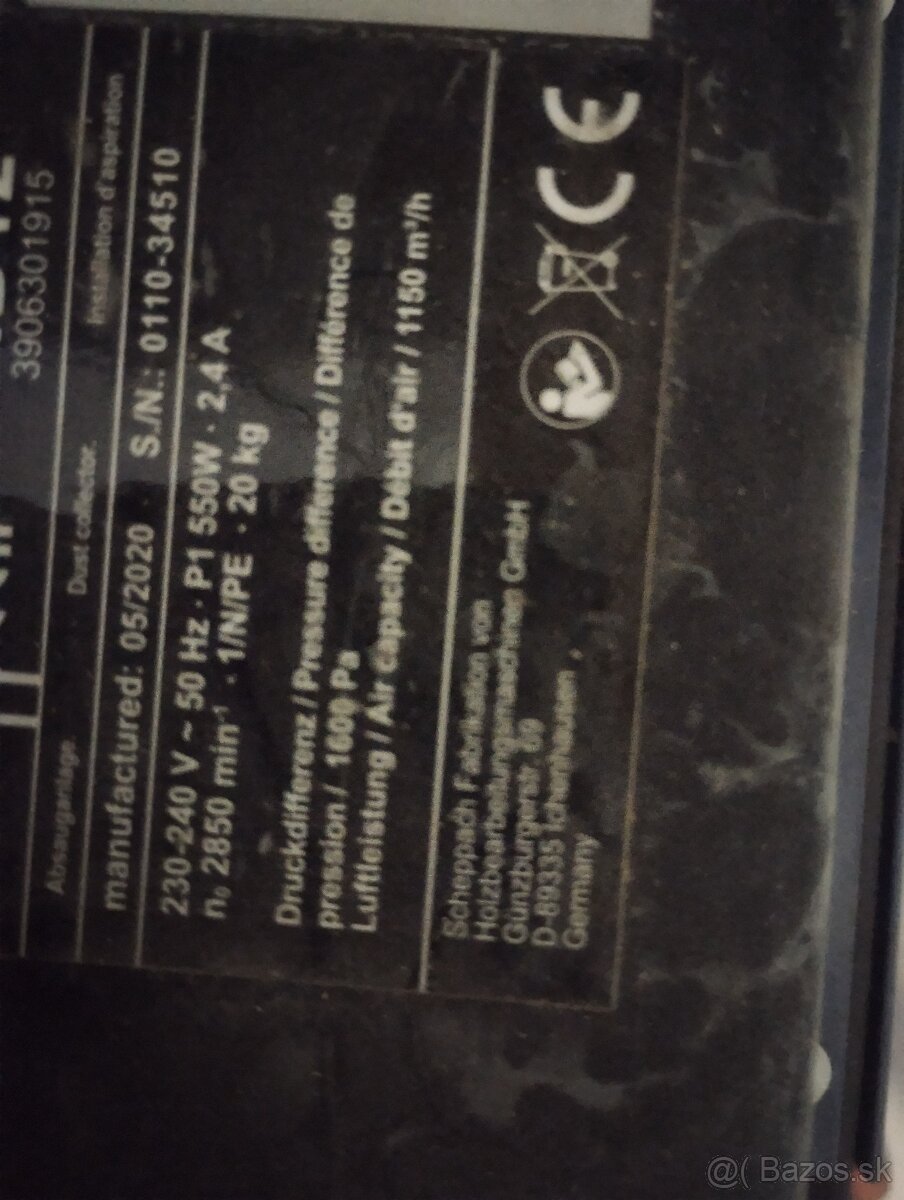 3906301915
Absauganlage. Dust collector. Installation d'aspiration
manufactured: 05/2020 S./N.: 0110-34510
230-240 V ~ 50 Hz · P1 550W · 2,4 A
n₀ 2850 min⁻¹ · 1/N/PE · 20 kg
Druckdifferenz / Pressure difference / Différence de
pression / 1600 Pa
Luftleistung / Air capacity / Débit d'air / 1150 m³/h
Scheppach Fabrikation von
Holzbearbeitungsmaschinen GmbH
Günzburgerstr. 69
D-89335 Ichenhausen
Germany
CE
@( Bazos.sk